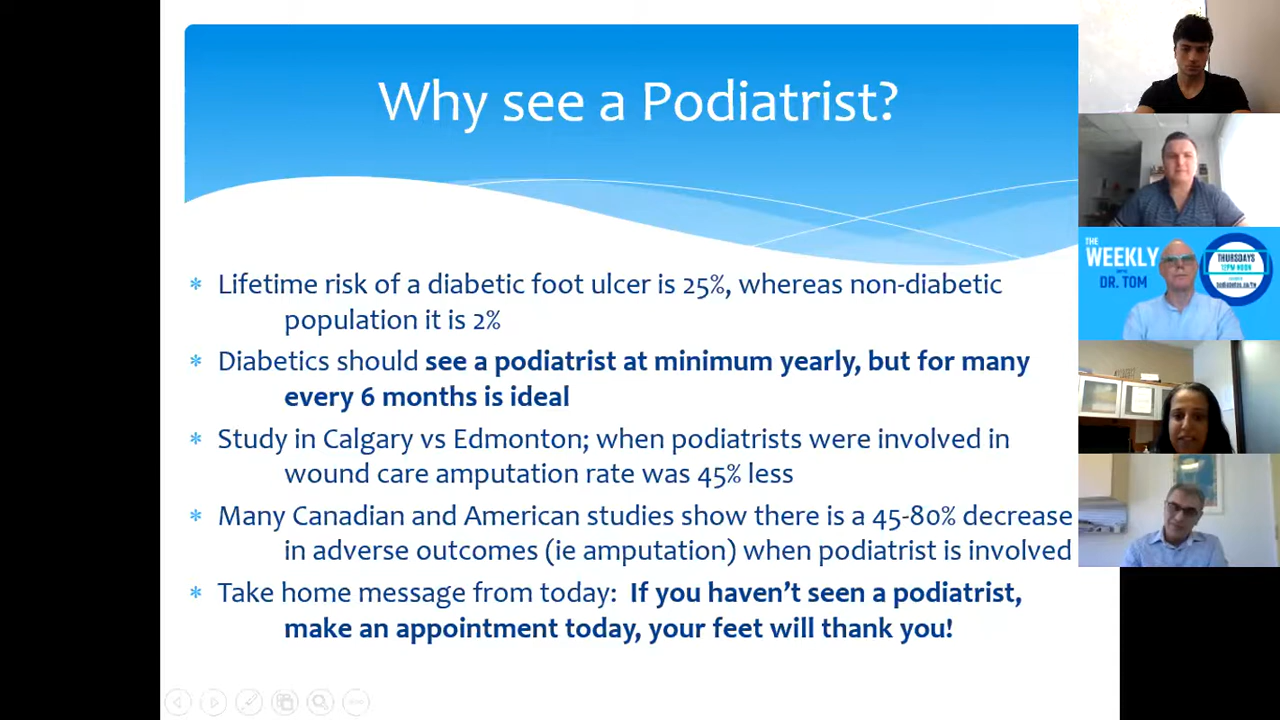 Why see a Podiatrist?
* Lifetime risk of a diabetic foot ulcer is 25%, whereas non-diabetic
population it is 2%
* Diabetics should see a podiatrist at minimum yearly, but for many
every 6 months is ideal
* Study in Calgary vs Edmonton; when podiatrists were involved in
wound care amputation rate was 45% less
* Many Canadian and American studies show there is a 45-80% decrease
in adverse outcomes (ie amputation) when podiatrist is involved
* Take home message from today: If you haven't seen a podiatrist,
make an appointment today, your feet will thank you!
THE
WEEKLY
DR. TOM
THURSDAYS
12PM NOON